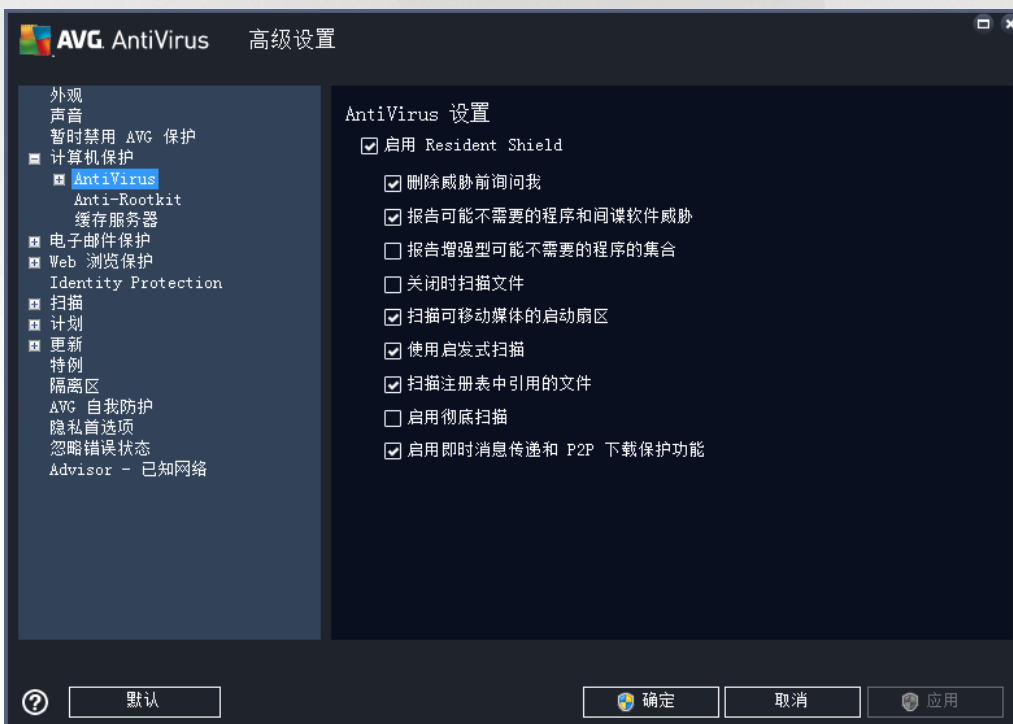 AVG. AntiVirus 高级设置
外观
声音
暂时禁用 AVG 保护
计算机保护
AntiVirus
Anti-Rootkit
缓存服务器
电子邮件保护
Web 浏览保护
Identity Protection
扫描
计划
更新
特例
隔离区
AVG 自我防护
隐私首选项
忽略错误状态
Advisor - 已知网络
AntiVirus 设置
启用 Resident Shield
删除威胁前询问我
报告可能不需要的程序和间谍软件威胁
报告增强型可能不需要的程序的集合
关闭时扫描文件
扫描可移动媒体的启动扇区
使用启发式扫描
扫描注册表中引用的文件
启用彻底扫描
启用即时消息传递和 P2P 下载保护功能
默认
确定
取消
应用